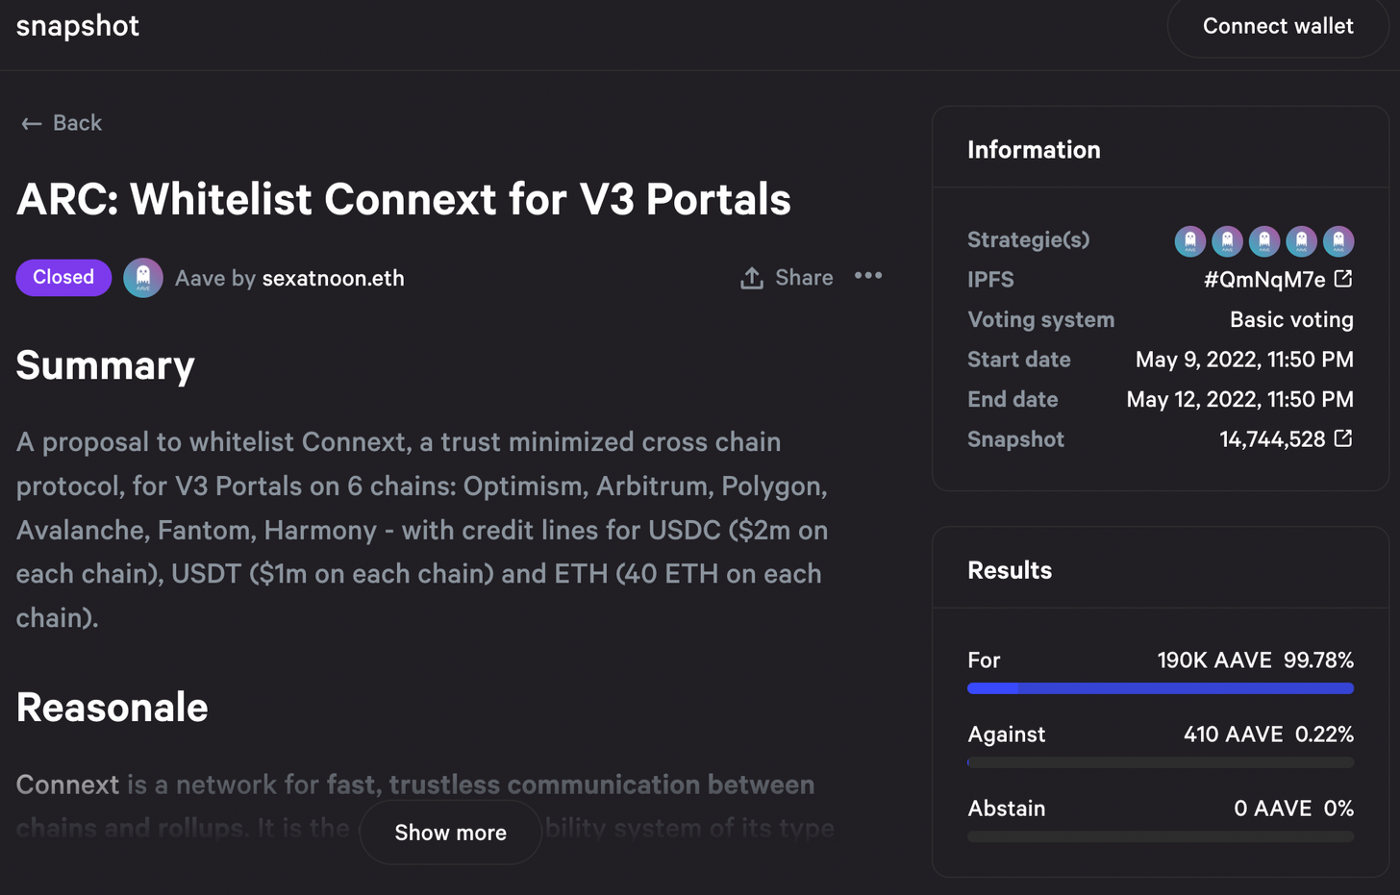 snapshot
Connect wallet
← Back
ARC: Whitelist Connext for V3 Portals
Closed
AAVE
Aave by sexatnoon.eth
Share •••
Summary
A proposal to whitelist Connext, a trust minimized cross chain
protocol, for V3 Portals on 6 chains: Optimism, Arbitrum, Polygon,
Avalanche, Fantom, Harmony - with credit lines for USDC ($2m on
each chain), USDT ($1m on each chain) and ETH (40 ETH on each
chain).
Reasonale
Connext is a network for fast, trustless communication between
chains and rollups. It is the bility system of its type
Show more
Information
Strategie(s)
IPFS #QmNqM7e
Voting system Basic voting
Start date May 9, 2022, 11:50 PM
End date May 12, 2022, 11:50 PM
Snapshot 14,744,528
Results
For 190K AAVE 99.78%
Against 410 AAVE 0.22%
Abstain 0 AAVE 0%